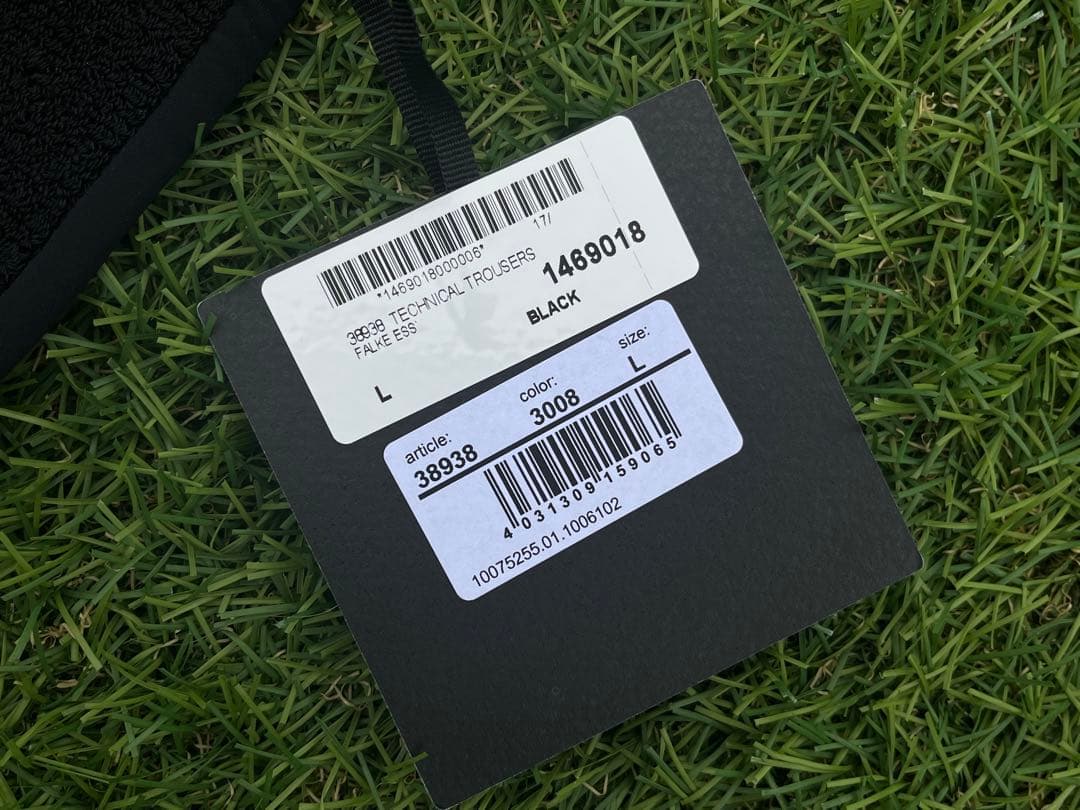 17/
*1469018000006*
38938 TECHNICAL TROUSERS
1469018
FALKE ESS
BLACK
L
article: color: size:
38938 3008 L
4 031309 159065
10075255.01.1006102